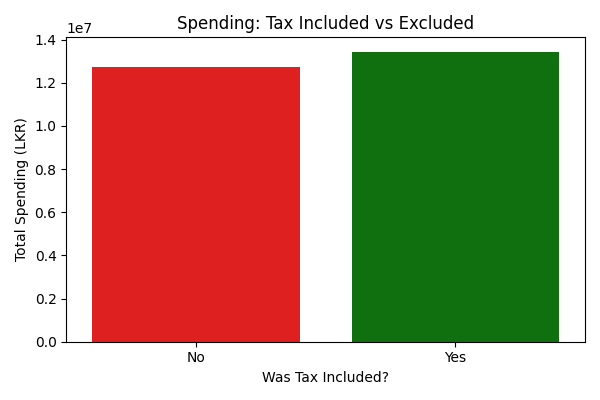 Spending: Tax Included vs Excluded
1e7
1.4
1.2
1.0
0.8
0.6
0.4
0.2
0.0
Total Spending (LKR)
No Yes
Was Tax Included?